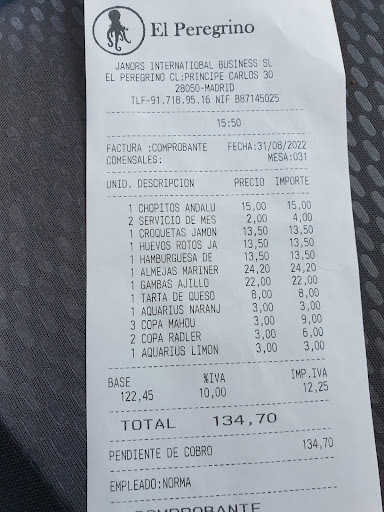 El Peregrino
JANORS INTERNATIOBAL BUSINESS SL
EL PEREGRINO CL;PRINCIPE CARLOS 30
28050-MADRID
TLF-91.718.95.16 NIF B87145025
15:50
FACTURA :COMPROBANTE FECHA:31/08/2022
COMENSALES: MESA:031
UNID. DESCRIPCION PRECIO IMPORTE
1 CHOPITOS ANDALU 15,00 15,00
2 SERVICIO DE MES 2,00 4,00
1 CROQUETAS JAMON 13,50 13,50
1 HUEVOS ROTOS JA 13,50 13,50
1 HAMBURGUESA DE 13,50 13,50
1 ALMEJAS MARINER 24,20 24,20
1 GAMBAS AJILLO 22,00 22,00
1 TARTA DE QUESO 8,00 8,00
1 AQUARIUS NARANJ 3,00 3,00
3 COPA MAHOU 3,00 9,00
2 COPA RADLER 3,00 6,00
1 AQUARIUS LIMON 3,00 3,00
BASE %IVA IMP.IVA
122,45 10,00 12,25
TOTAL 134,70
PENDIENTE DE COBRO 134,70
EMPLEADO:NORMA
COMPROBANTE